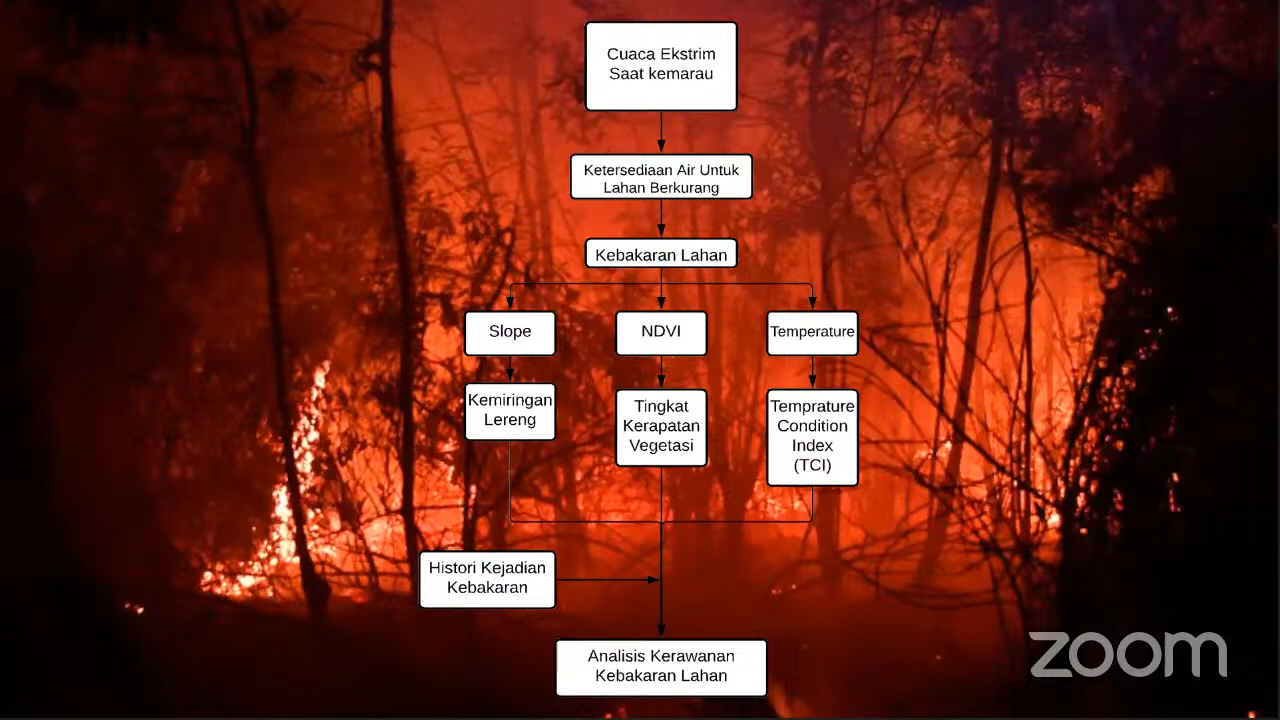 Cuaca Ekstrim
Saat kemarau
Ketersediaan Air Untuk
Lahan Berkurang
Kebakaran Lahan
Slope
NDVI
Temperature
Kemiringan
Lereng
Tingkat
Kerapatan
Vegetasi
Temprature
Condition
Index
(TCI)
Histori Kejadian
Kebakaran
Analisis Kerawanan
Kebakaran Lahan
zoom